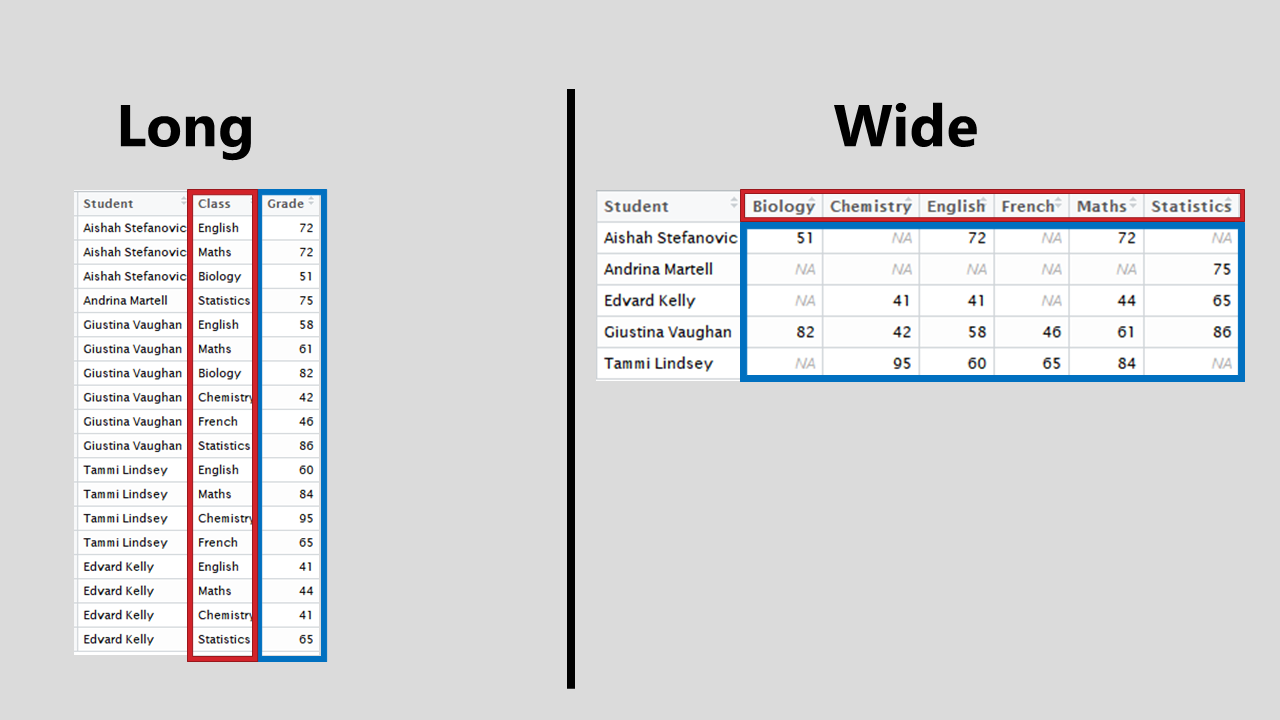 Long
Student Class Grade
Aishah Stefanovic English 72
Aishah Stefanovic Maths 72
Aishah Stefanovic Biology 51
Andrina Martell Statistics 75
Giustina Vaughan English 58
Giustina Vaughan Maths 61
Giustina Vaughan Biology 82
Giustina Vaughan Chemistry 42
Giustina Vaughan French 46
Giustina Vaughan Statistics 86
Tammi Lindsey English 60
Tammi Lindsey Maths 84
Tammi Lindsey Chemistry 95
Tammi Lindsey French 65
Edvard Kelly English 41
Edvard Kelly Maths 44
Edvard Kelly Chemistry 41
Edvard Kelly Statistics 65
Wide
Student Biology Chemistry English French Maths Statistics
Aishah Stefanovic 51 NA 72 NA 72 NA
Andrina Martell NA NA NA NA NA 75
Edvard Kelly NA 41 41 NA 44 65
Giustina Vaughan 82 42 58 46 61 86
Tammi Lindsey NA 95 60 65 84 NA